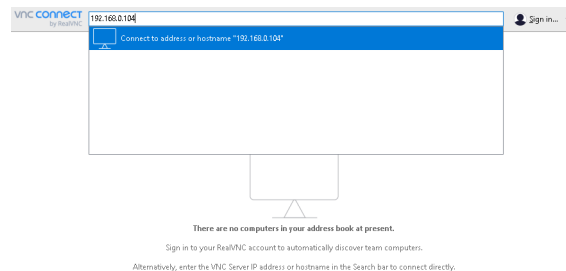 vnc connect
by RealVNC
192.168.0.104
Sign in...
Connect to address or hostname "192.168.0.104"
There are no computers in your address book at present.
Sign in to your RealVNC account to automatically discover team computers.
Alternatively, enter the VNC Server IP address or hostname in the Search bar to connect directly.